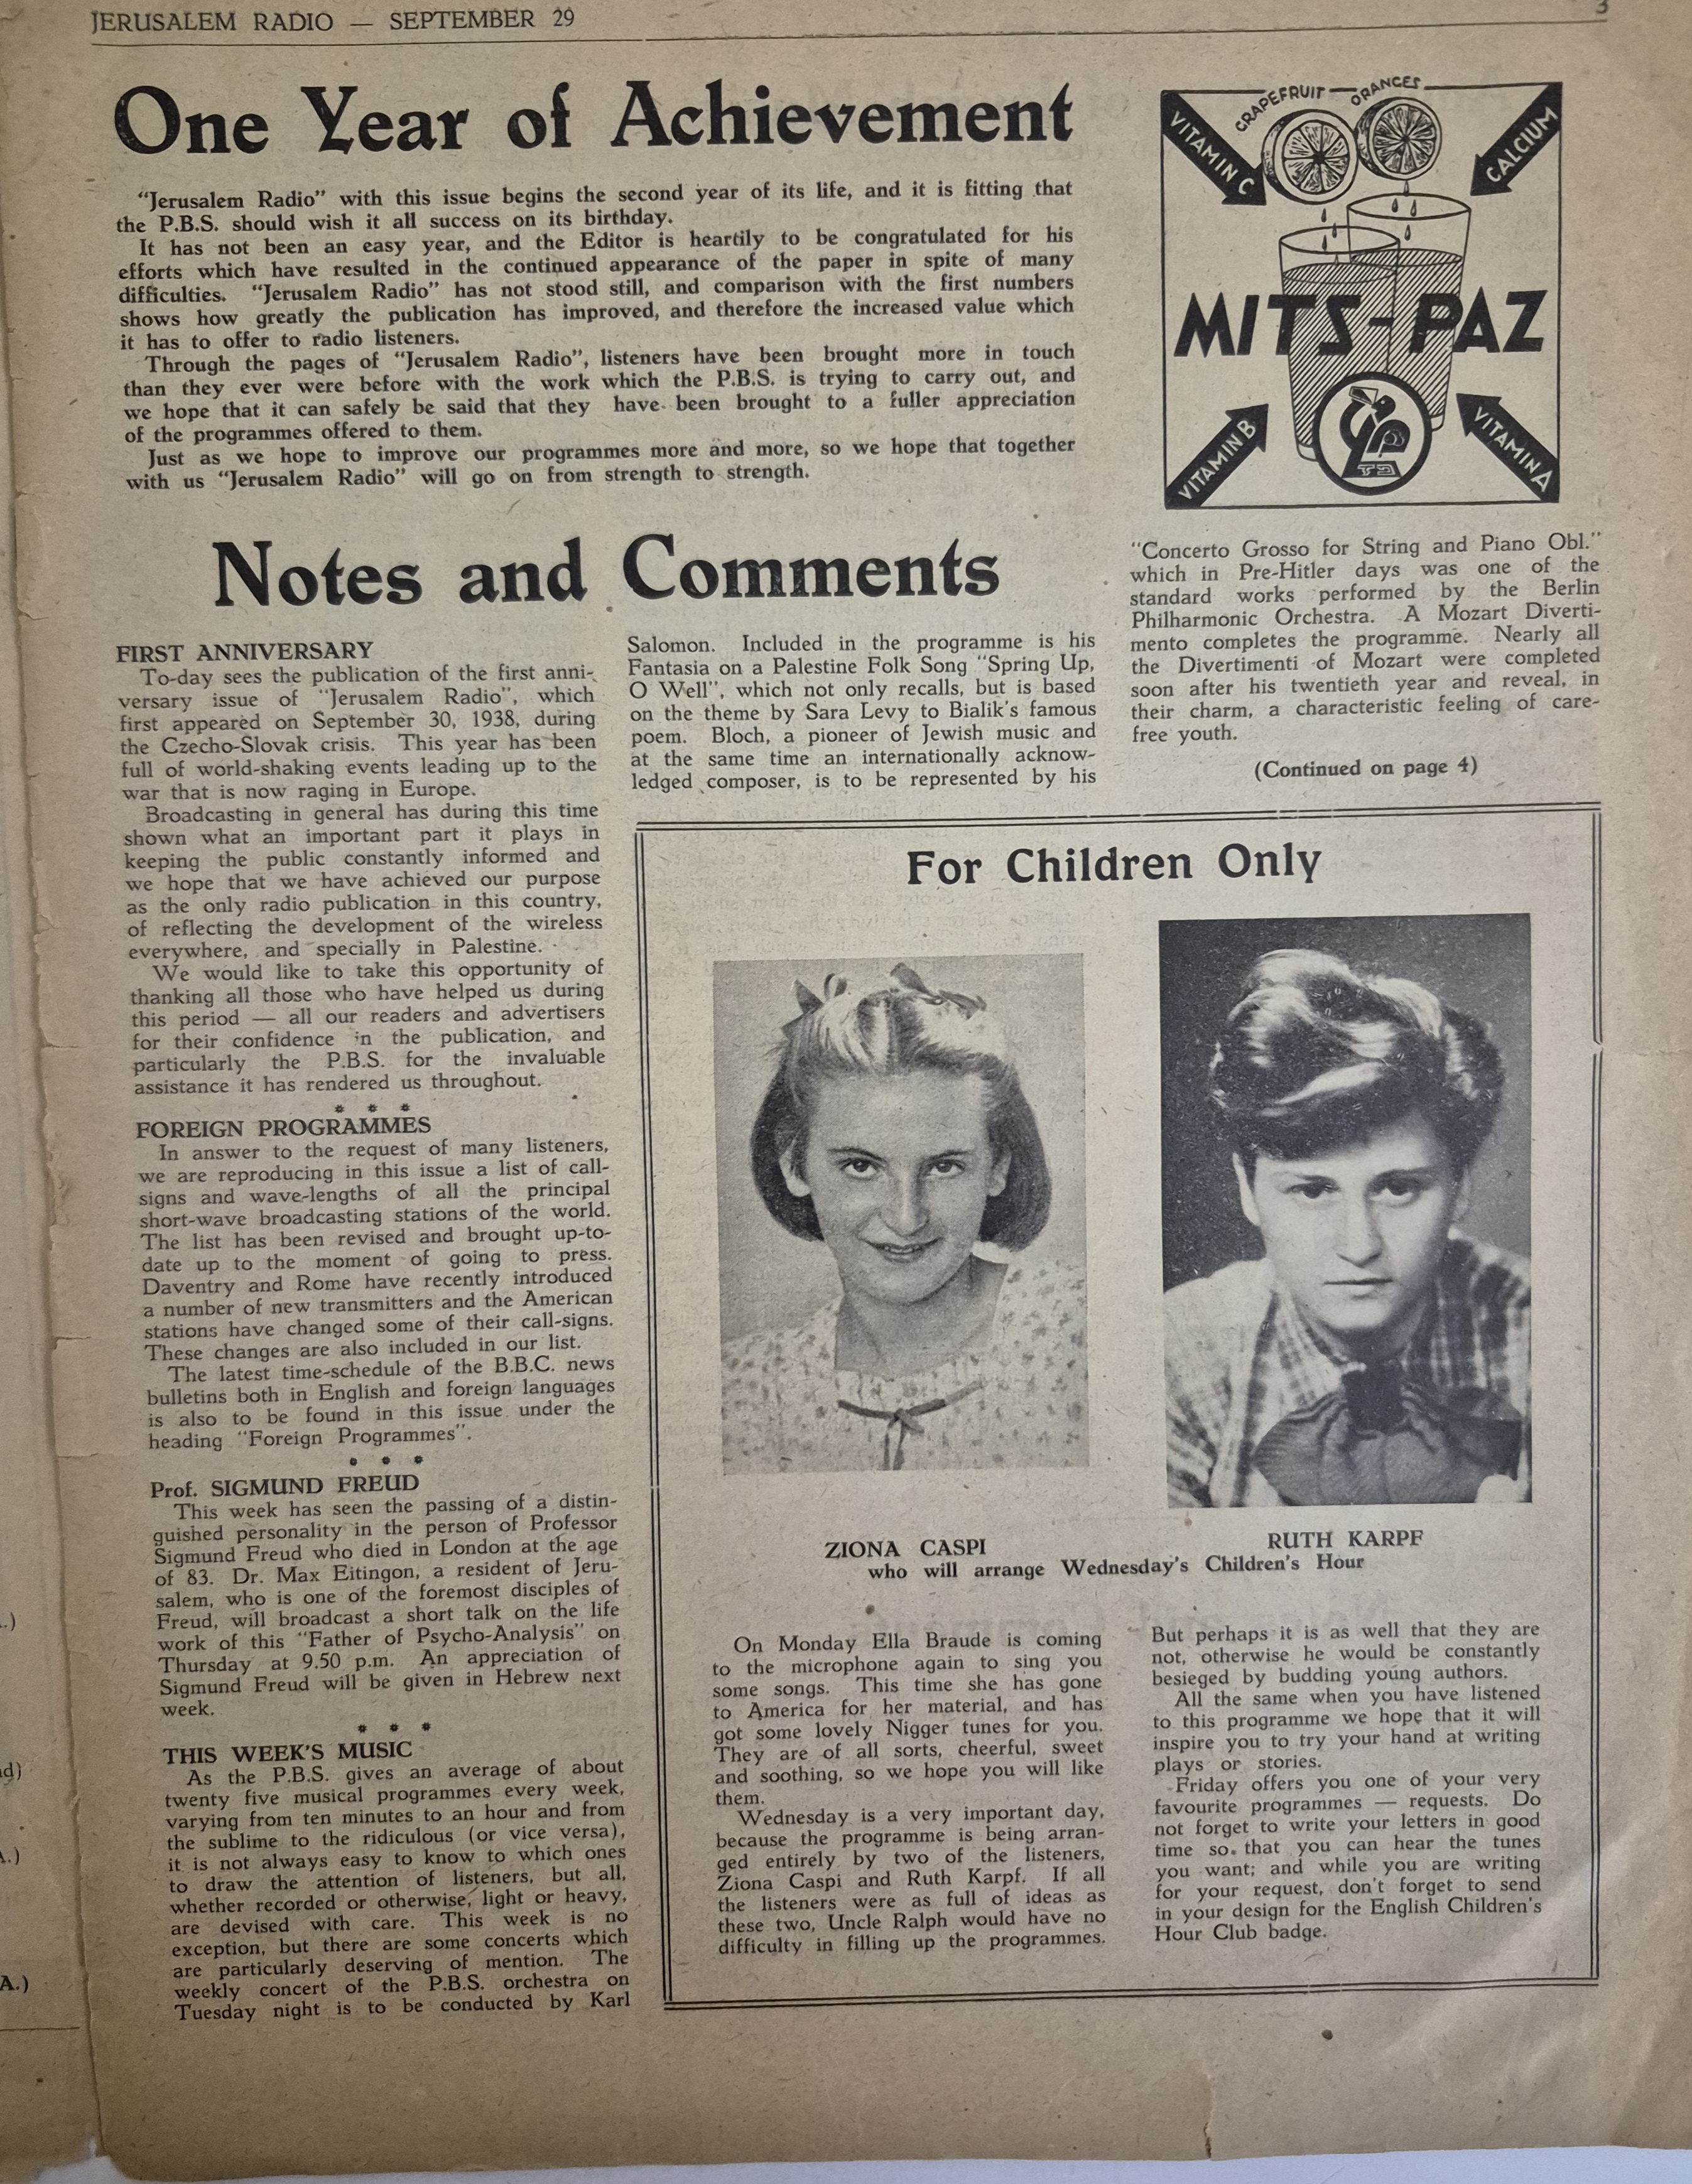 JERUSALEM RADIO — SEPTEMBER 29
3
One Year of Achievement
"Jerusalem Radio" with this issue begins the second year of its life, and it is fitting that
the P.B.S. should wish it all success on its birthday.
It has not been an easy year, and the Editor is heartily to be congratulated for his
efforts which have resulted in the continued appearance of the paper in spite of many
difficulties. "Jerusalem Radio" has not stood still, and comparison with the first numbers
shows how greatly the publication has improved, and therefore the increased value which
it has to offer to radio listeners.
Through the pages of "Jerusalem Radio", listeners have been brought more in touch
than they ever were before with the work which the P.B.S. is trying to carry out, and
we hope that it can safely be said that they have been brought to a fuller appreciation
of the programmes offered to them.
Just as we hope to improve our programmes more and more, so we hope that together
with us "Jerusalem Radio" will go on from strength to strength.
GRAPEFRUIT — ORANGES
VITAMIN C
CALCIUM
MITS-PAZ
VITAMIN B
VITAMIN A
פז
Notes and Comments
FIRST ANNIVERSARY
To-day sees the publication of the first anni-
versary issue of "Jerusalem Radio", which
first appeared on September 30, 1938, during
the Czecho-Slovak crisis. This year has been
full of world-shaking events leading up to the
war that is now raging in Europe.
Broadcasting in general has during this time
shown what an important part it plays in
keeping the public constantly informed and
we hope that we have achieved our purpose
as the only radio publication in this country,
of reflecting the development of the wireless
everywhere, and specially in Palestine.
We would like to take this opportunity of
thanking all those who have helped us during
this period — all our readers and advertisers
for their confidence in the publication, and
particularly the P.B.S. for the invaluable
assistance it has rendered us throughout.
* * *
FOREIGN PROGRAMMES
In answer to the request of many listeners,
we are reproducing in this issue a list of call-
signs and wave-lengths of all the principal
short-wave broadcasting stations of the world.
The list has been revised and brought up-to-
date up to the moment of going to press.
Daventry and Rome have recently introduced
a number of new transmitters and the American
stations have changed some of their call-signs.
These changes are also included in our list.
The latest time-schedule of the B.B.C. news
bulletins both in English and foreign languages
is also to be found in this issue under the
heading "Foreign Programmes".
* * *
Prof. SIGMUND FREUD
This week has seen the passing of a distin-
guished personality in the person of Professor
Sigmund Freud who died in London at the age
of 83. Dr. Max Eitingon, a resident of Jeru-
salem, who is one of the foremost disciples of
Freud, will broadcast a short talk on the life
work of this "Father of Psycho-Analysis" on
Thursday at 9.50 p.m. An appreciation of
Sigmund Freud will be given in Hebrew next
week.
* * *
THIS WEEK'S MUSIC
As the P.B.S. gives an average of about
twenty five musical programmes every week,
varying from ten minutes to an hour and from
the sublime to the ridiculous (or vice versa),
it is not always easy to know to which ones
to draw the attention of listeners, but all,
whether recorded or otherwise, light or heavy,
are devised with care. This week is no
exception, but there are some concerts which
are particularly deserving of mention. The
weekly concert of the P.B.S. orchestra on
Tuesday night is to be conducted by Karl
Salomon. Included in the programme is his
Fantasia on a Palestine Folk Song "Spring Up,
O Well", which not only recalls, but is based
on the theme by Sara Levy to Bialik's famous
poem. Bloch, a pioneer of Jewish music and
at the same time an internationally acknow-
ledged composer, is to be represented by his
"Concerto Grosso for String and Piano Obl."
which in Pre-Hitler days was one of the
standard works performed by the Berlin
Philharmonic Orchestra. A Mozart Diverti-
mento completes the programme. Nearly all
the Divertimenti of Mozart were completed
soon after his twentieth year and reveal, in
their charm, a characteristic feeling of care-
free youth.
(Continued on page 4)
For Children Only
ZIONA CASPI
RUTH KARPF
who will arrange Wednesday's Children's Hour
On Monday Ella Braude is coming
to the microphone again to sing you
some songs. This time she has gone
to America for her material, and has
got some lovely Nigger tunes for you.
They are of all sorts, cheerful, sweet
and soothing, so we hope you will like
them.
Wednesday is a very important day,
because the programme is being arran-
ged entirely by two of the listeners,
Ziona Caspi and Ruth Karpf. If all
the listeners were as full of ideas as
these two, Uncle Ralph would have no
difficulty in filling up the programmes.
But perhaps it is as well that they are
not, otherwise he would be constantly
besieged by budding young authors.
All the same when you have listened
to this programme we hope that it will
inspire you to try your hand at writing
plays or stories.
Friday offers you one of your very
favourite programmes — requests. Do
not forget to write your letters in good
time so that you can hear the tunes
you want; and while you are writing
for your request, don't forget to send
in your design for the English Children's
Hour Club badge.
A.)